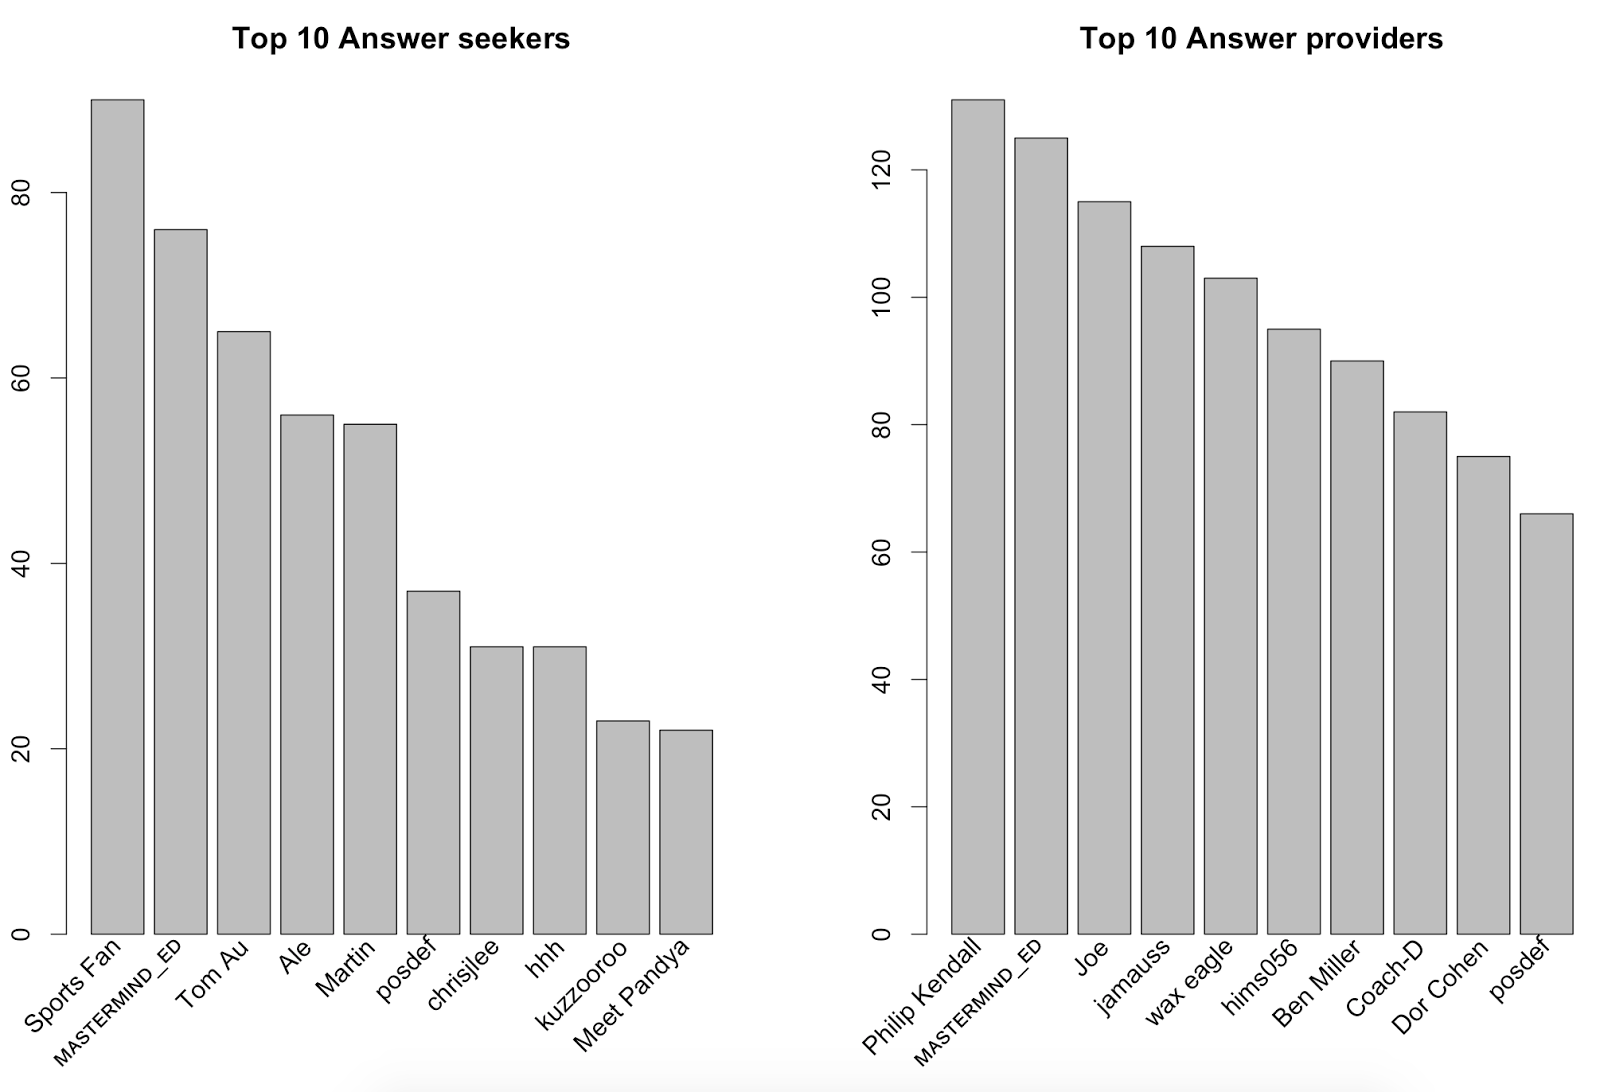 Top 10 Answer seekers
80
60
40
20
0
Sports Fan
ᴍᴀsᴛᴇʀᴍɪɴᴅ_ᴇᴅ
Tom Au
Ale
Martin
posdef
chrisjlee
hhh
kuzzooroo
Meet Pandya
Top 10 Answer providers
120
100
80
60
40
20
0
Philip Kendall
ᴍᴀsᴛᴇʀᴍɪɴᴅ_ᴇᴅ
Joe
jamauss
wax eagle
hims056
Ben Miller
Coach-D
Dor Cohen
posdef